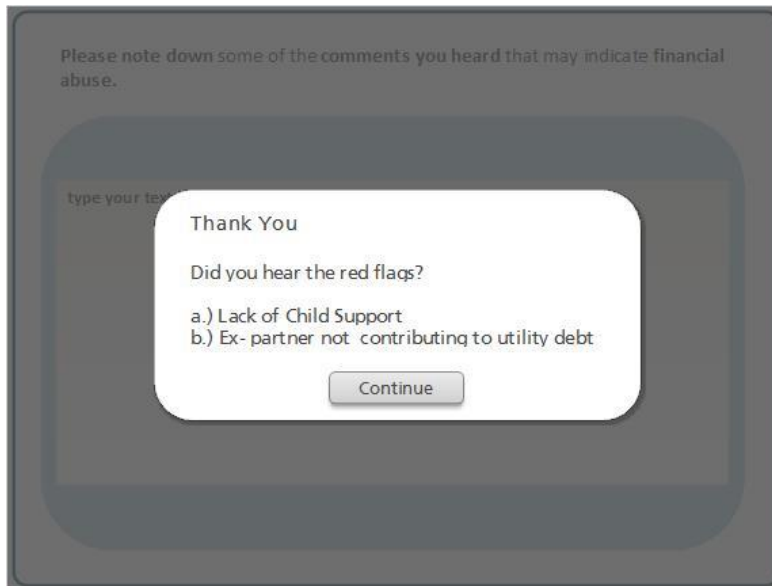 Please note down some of the comments you heard that may indicate financial
abuse.
type your text
Thank You
Did you hear the red flags?
a.) Lack of Child Support
b.) Ex- partner not contributing to utility debt
Continue